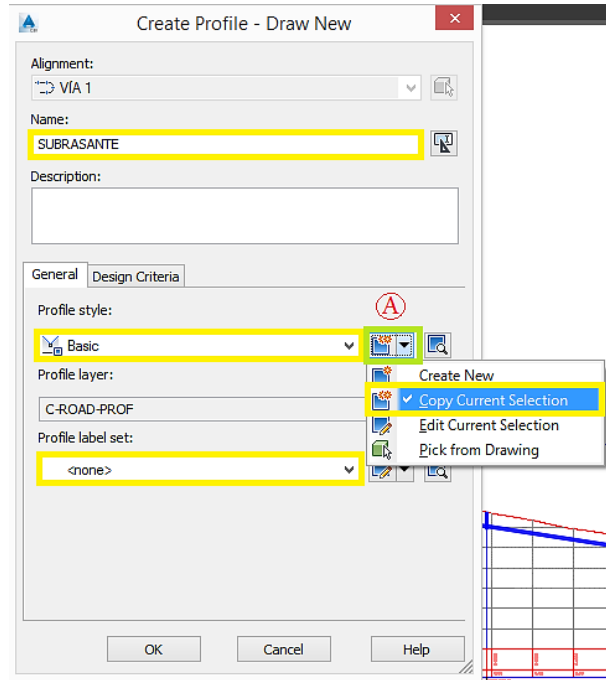 Create Profile - Draw New
Alignment:
VÍA 1
Name:
SUBRASANTE
Description:
General
Design Criteria
Profile style:
A
Basic
Profile layer:
Create New
Copy Current Selection
C-ROAD-PROF
Edit Current Selection
Profile label set:
Pick from Drawing
<none>
OK
Cancel
Help